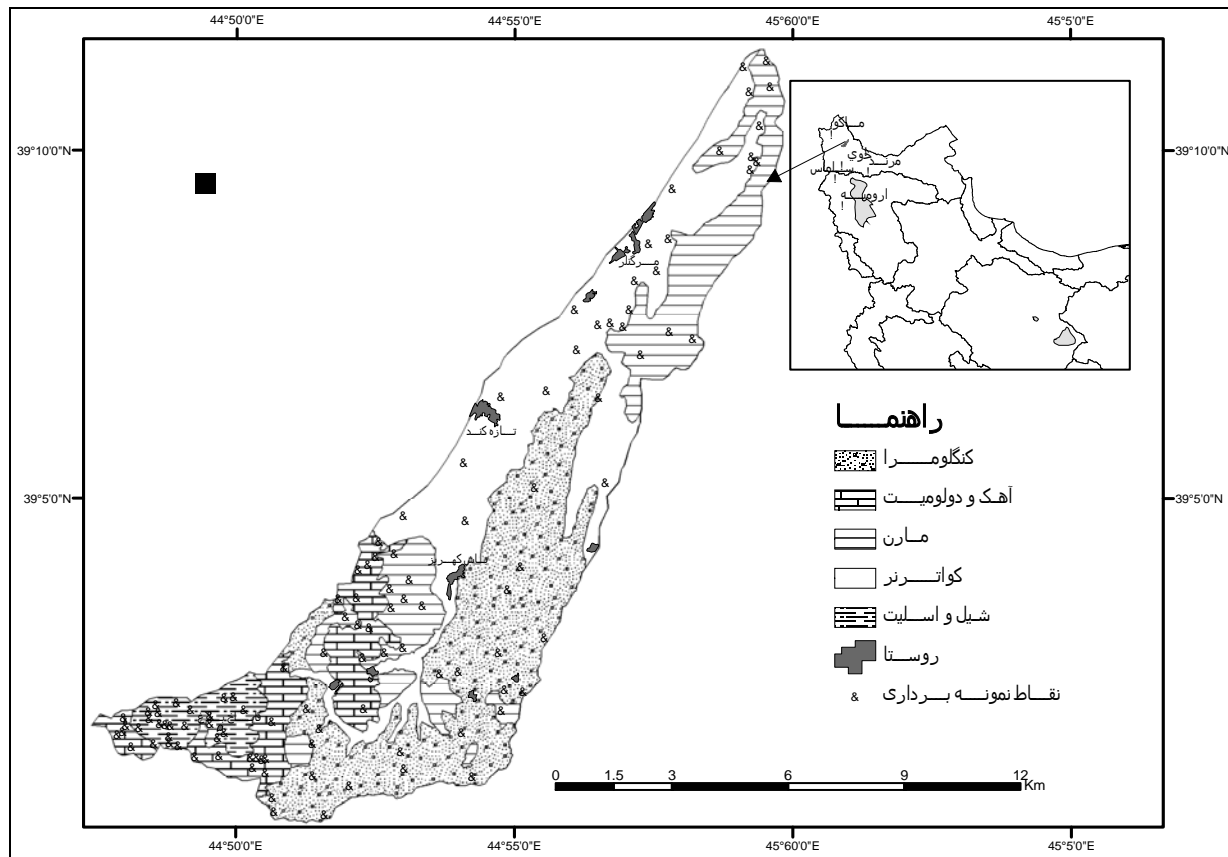 44°50'0"E 44°55'0"E 45°60'0"E 45°5'0"E
39°10'0"N 39°10'0"N
ماکو
!
خوي
مرند
!
سلماس
!
ارومیه
!
مرکنلر
تازه کند
39°5'0"N 39°5'0"N
راهنما
کنگلومرا
آهک و دولومیت
مارن
کواترنر
شیل و اسلیت
روستا
& نقاط نمونه برداری
0 1.5 3 6 9 12
Km
44°50'0"E 44°55'0"E 45°60'0"E 45°5'0"E